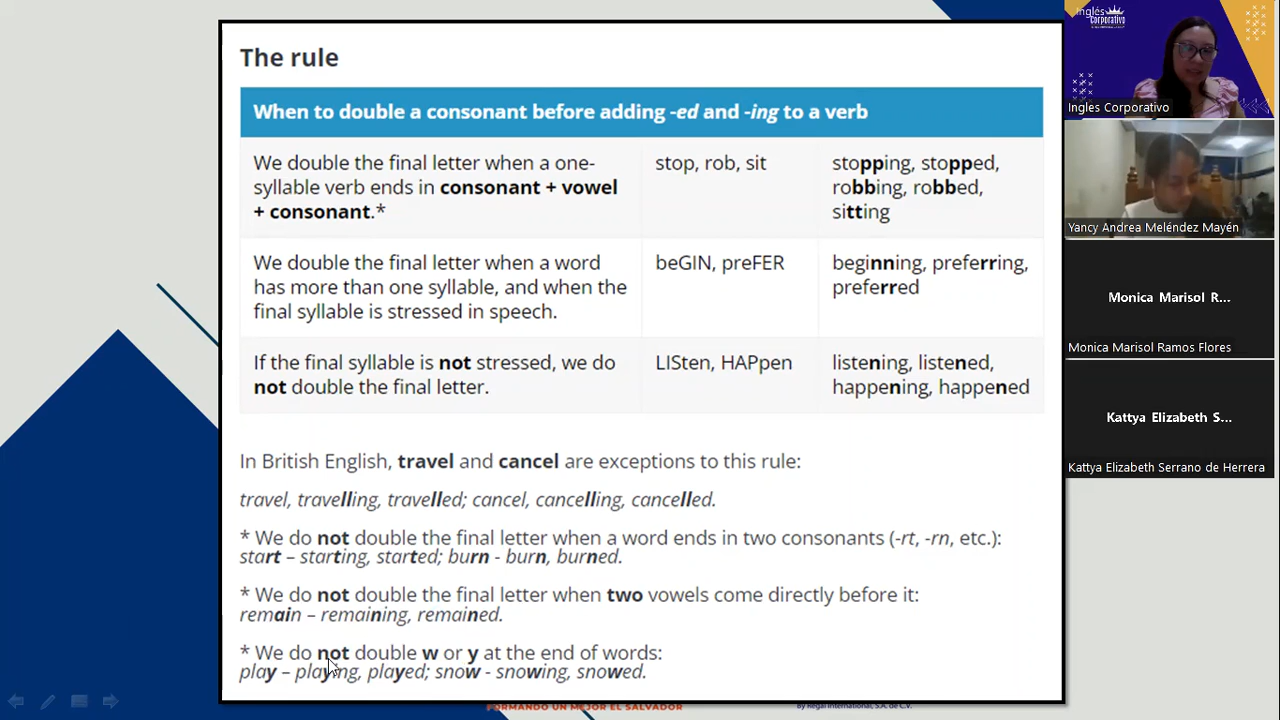 The rule
When to double a consonant before adding -ed and -ing to a verb
We double the final letter when a one-
syllable verb ends in consonant + vowel
+ consonant.*
stop, rob, sit
stopping, stopped,
robbing, robbed,
sitting
We double the final letter when a word
has more than one syllable, and when the
final syllable is stressed in speech.
beGIN, preFER
beginning, preferring,
preferred
If the final syllable is not stressed, we do
not double the final letter.
LISten, HAPpen
listening, listened,
happening, happened
In British English, travel and cancel are exceptions to this rule:
travel, travelling, travelled; cancel, cancelling, cancelled.
* We do not double the final letter when a word ends in two consonants (-rt, -rn, etc.):
start – starting, started; burn - burn, burned.
* We do not double the final letter when two vowels come directly before it:
remain – remaining, remained.
* We do not double w or y at the end of words:
play – playing, played; snow - snowing, snowed.
FORMANDO UN MEJOR EL SALVADOR
By Regal International, S.A. de C.V.
Inglés
Corporativo
Ingles Corporativo
Yancy Andrea Meléndez Mayén
Monica Marisol R...
Monica Marisol Ramos Flores
Kattya Elizabeth S...
Kattya Elizabeth Serrano de Herrera